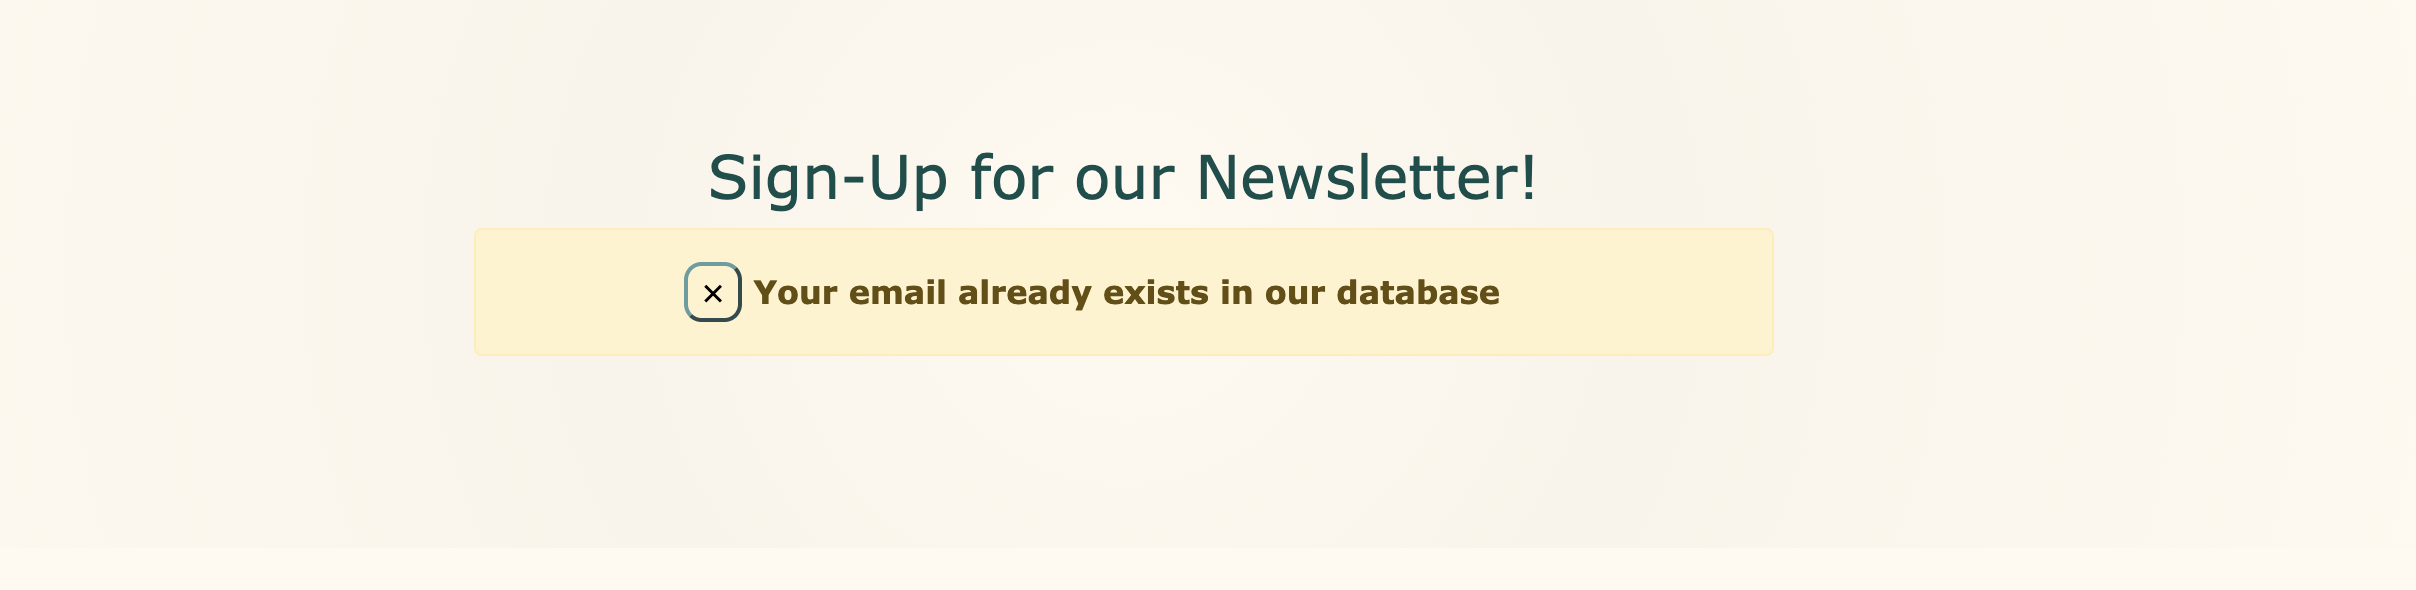 Sign-Up for our Newsletter!
× Your email already exists in our database